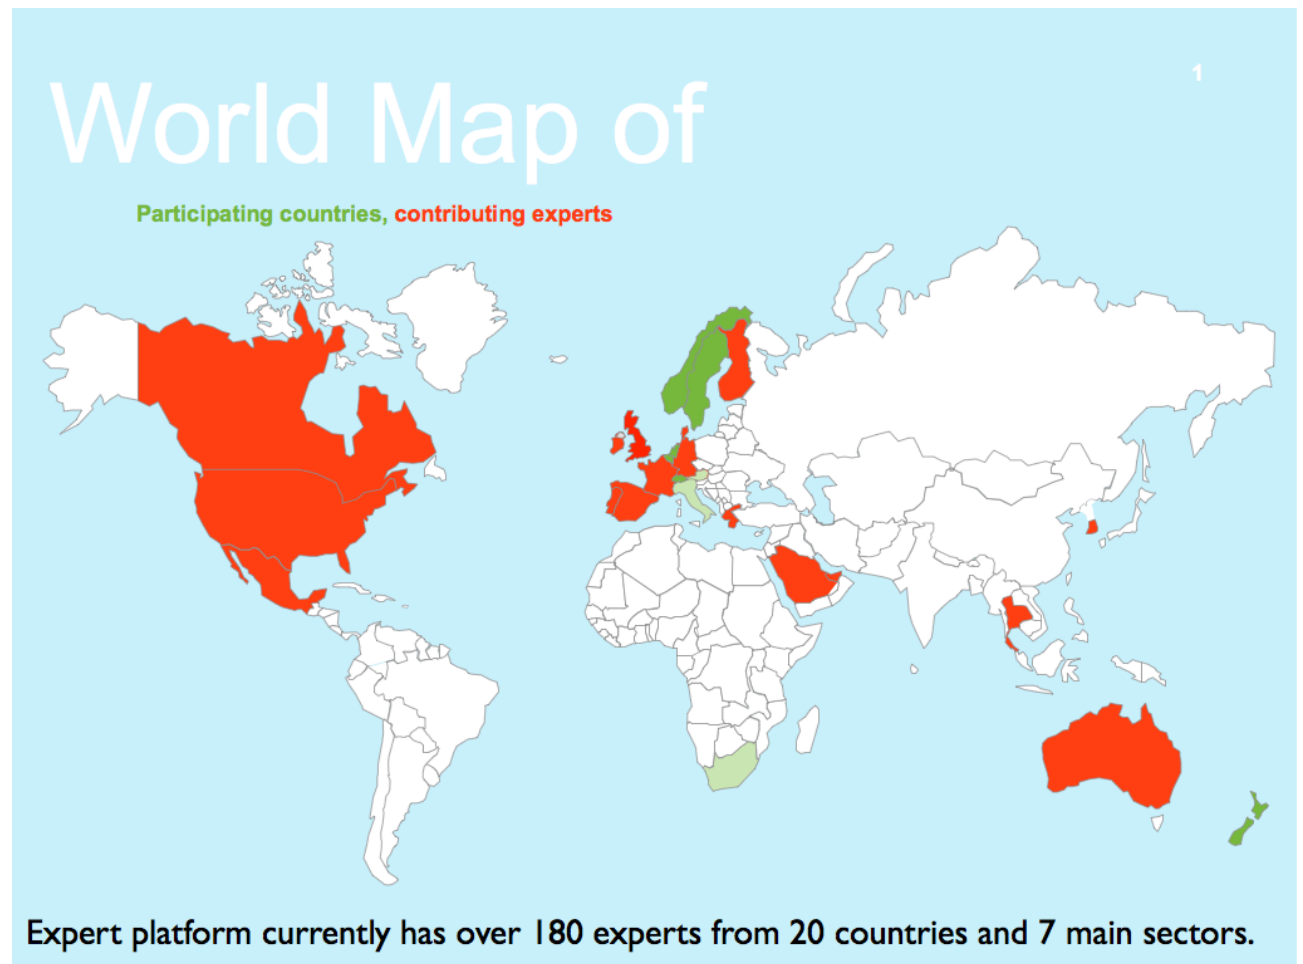 1
World Map of
Participating countries, contributing experts
Expert platform currently has over 180 experts from 20 countries and 7 main sectors.